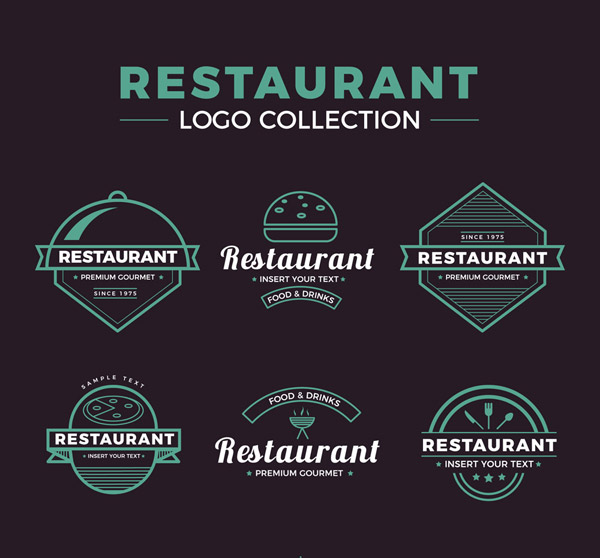 RESTAURANT
LOGO COLLECTION
RESTAURANT
PREMIUM GOURMET
SINCE 1975
Restaurant
INSERT YOUR TEXT
FOOD & DRINKS
SINCE 1975
RESTAURANT
PREMIUM GOURMET
SAMPLE TEXT
RESTAURANT
INSERT YOUR TEXT
FOOD & DRINKS
Restaurant
PREMIUM GOURMET
RESTAURANT
INSERT YOUR TEXT